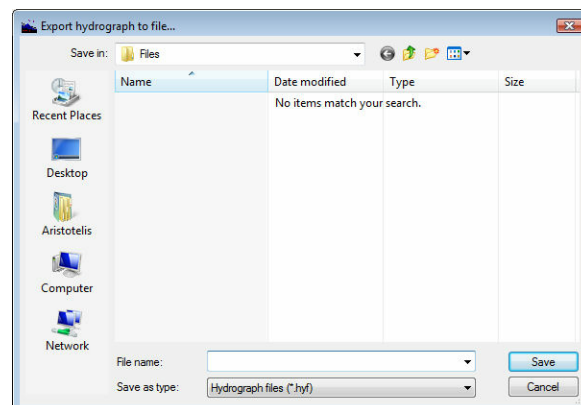 Export hydrograph to file...
Save in: Files
Name Date modified Type Size
No items match your search.
Recent Places
Desktop
Aristotelis
Computer
Network
File name: Save
Save as type: Hydrograph files (*.hyf) Cancel